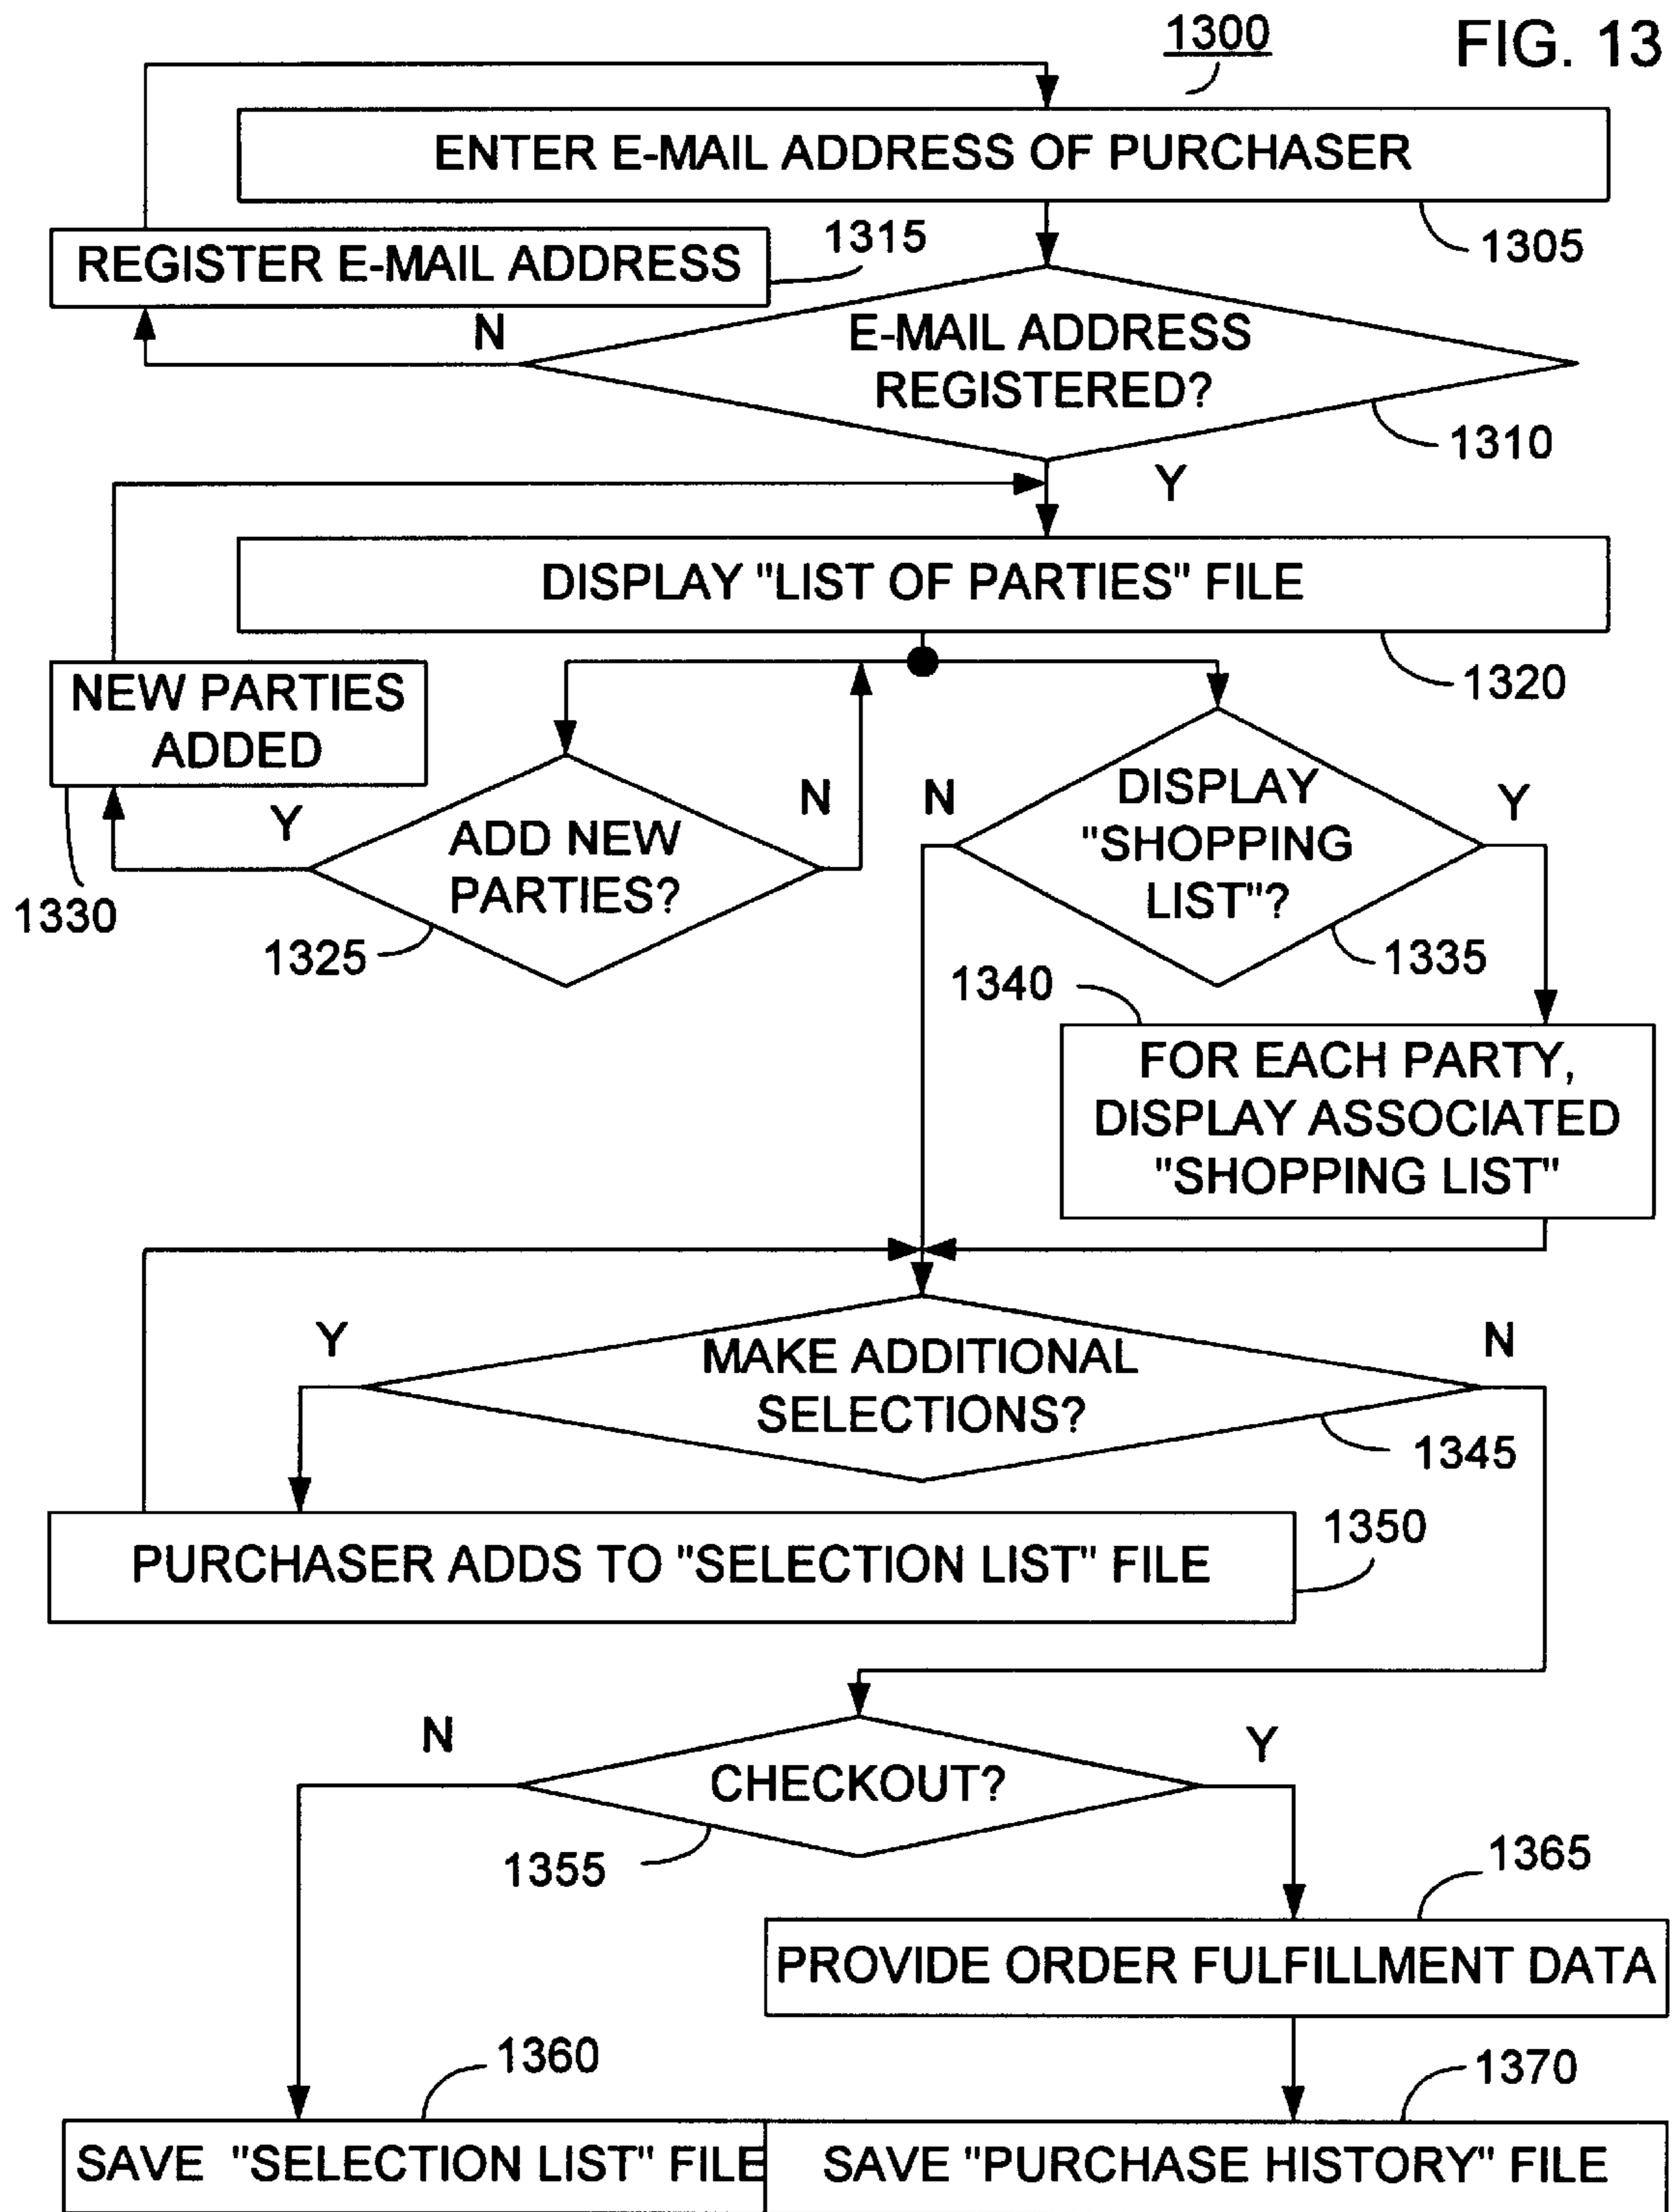 1300
FIG. 13
ENTER E-MAIL ADDRESS OF PURCHASER
1305
REGISTER E-MAIL ADDRESS
1315
N
E-MAIL ADDRESS
REGISTERED?
1310
Y
DISPLAY "LIST OF PARTIES" FILE
1320
NEW PARTIES
ADDED
1330
Y
ADD NEW
PARTIES?
N
1325
N
DISPLAY
"SHOPPING
LIST"?
Y
1335
1340
FOR EACH PARTY,
DISPLAY ASSOCIATED
"SHOPPING LIST"
Y
MAKE ADDITIONAL
SELECTIONS?
N
1345
PURCHASER ADDS TO "SELECTION LIST" FILE
1350
N
CHECKOUT?
Y
1355
1365
PROVIDE ORDER FULFILLMENT DATA
1360
1370
SAVE "SELECTION LIST" FILE
SAVE "PURCHASE HISTORY" FILE